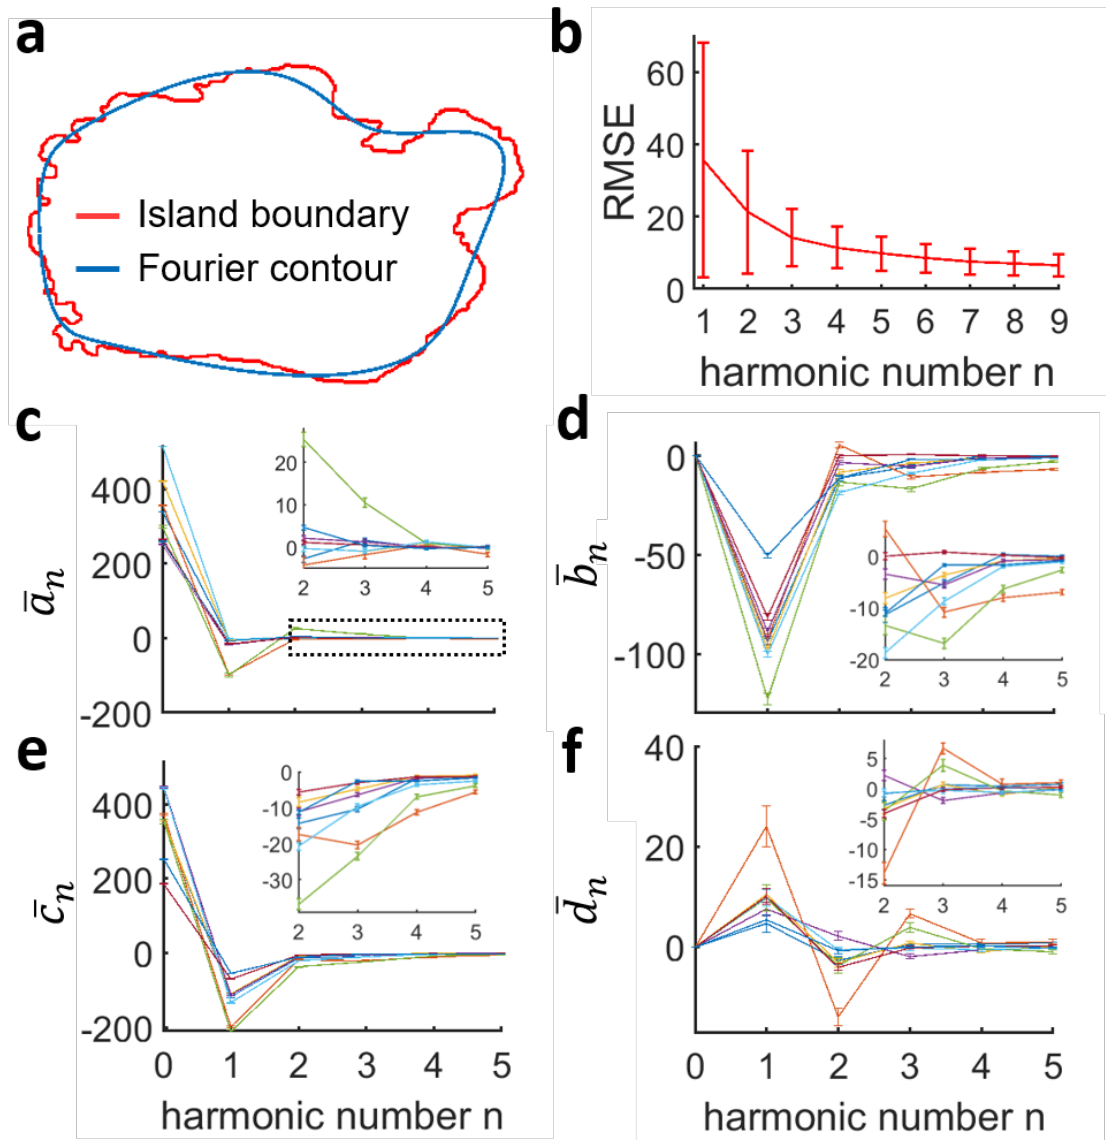 a
Island boundary
Fourier contour
b
RMSE
60
40
20
0
1 2 3 4 5 6 7 8 9
harmonic number n
c
a̅n
400
200
0
-200
20
10
0
2 3 4 5
d
b̅n
0
-50
-100
0
-10
-20
2 3 4 5
e
c̅n
400
200
0
-200
0
-10
-20
-30
2 3 4 5
0 1 2 3 4 5
harmonic number n
f
d̅n
40
20
0
5
0
-5
-10
-15
2 3 4 5
0 1 2 3 4 5
harmonic number n